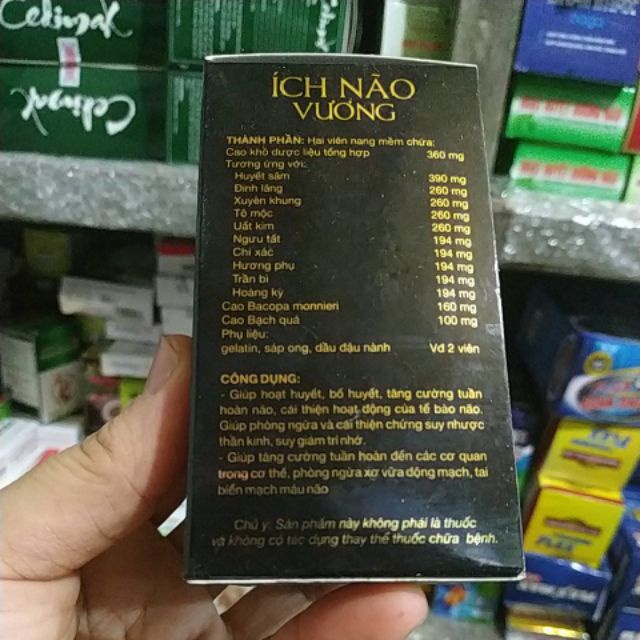 Celizax
Celizax
ÍCH NÃO
VƯƠNG
THÀNH PHẦN: Hai viên nang mềm chứa:
Cao khô dược liệu tổng hợp 360 mg
Tương ứng với:
Huyết sâm 390 mg
Đinh lăng 260 mg
Xuyên khung 260 mg
Tô mộc 260 mg
Uất kim 260 mg
Ngưu tất 194 mg
Chỉ xác 194 mg
Hương phụ 194 mg
Trần bì 194 mg
Hoàng kỳ 194 mg
Cao Bacopa monnieri 160 mg
Cao Bạch quả 100 mg
Phụ liệu:
gelatin, sáp ong, dầu đậu nành Vđ 2 viên
CÔNG DỤNG:
- Giúp hoạt huyết, bổ huyết, tăng cường tuần
hoàn não, cải thiện hoạt động của tế bào não.
Giúp phòng ngừa và cải thiện chứng suy nhược
thần kinh, suy giảm trí nhớ.
- Giúp tăng cường tuần hoàn đến các cơ quan
trong cơ thể, phòng ngừa xơ vữa động mạch, tai
biến mạch máu não
Chú ý: Sản phẩm này không phải là thuốc
và không có tác dụng thay thế thuốc chữa bệnh.